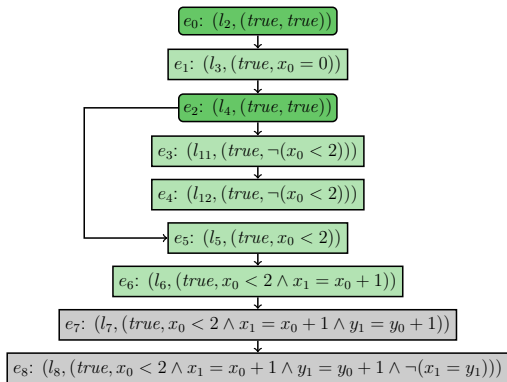 e₀: (l₂, (true, true))
e₁: (l₃, (true, x₀ = 0))
e₂: (l₄, (true, true))
e₃: (l₁₁, (true, ¬(x₀ < 2)))
e₄: (l₁₂, (true, ¬(x₀ < 2)))
e₅: (l₅, (true, x₀ < 2))
e₆: (l₆, (true, x₀ < 2 ∧ x₁ = x₀ + 1))
e₇: (l₇, (true, x₀ < 2 ∧ x₁ = x₀ + 1 ∧ y₁ = y₀ + 1))
e₈: (l₈, (true, x₀ < 2 ∧ x₁ = x₀ + 1 ∧ y₁ = y₀ + 1 ∧ ¬(x₁ = y₁)))